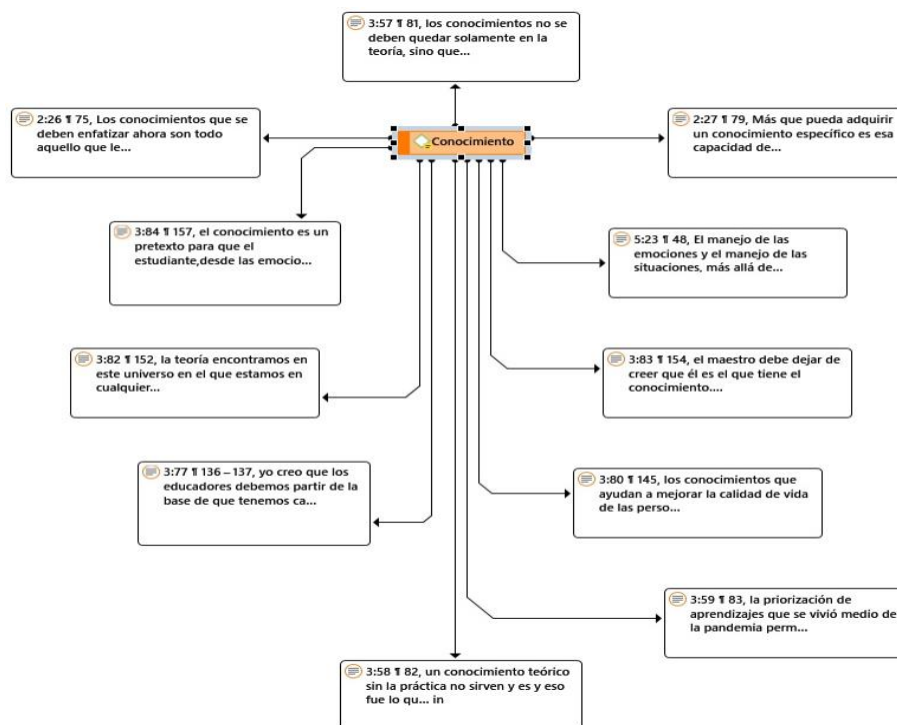 3:57 ¶ 81, los conocimientos no se
deben quedar solamente en la
teoría, sino que...
2:26 ¶ 75, Los conocimientos que se
deben enfatizar ahora son todo
aquello que le...
Conocimiento
2:27 ¶ 79, Más que pueda adquirir
un conocimiento específico es esa
capacidad de...
3:84 ¶ 157, el conocimiento es un
pretexto para que el
estudiante,desde las emocio...
5:23 ¶ 48, El manejo de las
emociones y el manejo de las
situaciones, más allá de...
3:82 ¶ 152, la teoría encontramos en
este universo en el que estamos en
cualquier...
3:83 ¶ 154, el maestro debe dejar de
creer que él es el que tiene el
conocimiento....
3:77 ¶ 136 – 137, yo creo que los
educadores debemos partir de la
base de que tenemos ca...
3:80 ¶ 145, los conocimientos que
ayudan a mejorar la calidad de vida
de las perso...
3:59 ¶ 83, la priorización de
aprendizajes que se vivió medio de
la pandemia perm...
3:58 ¶ 82, un conocimiento teórico
sin la práctica no sirven y es y eso
fue lo qu... in